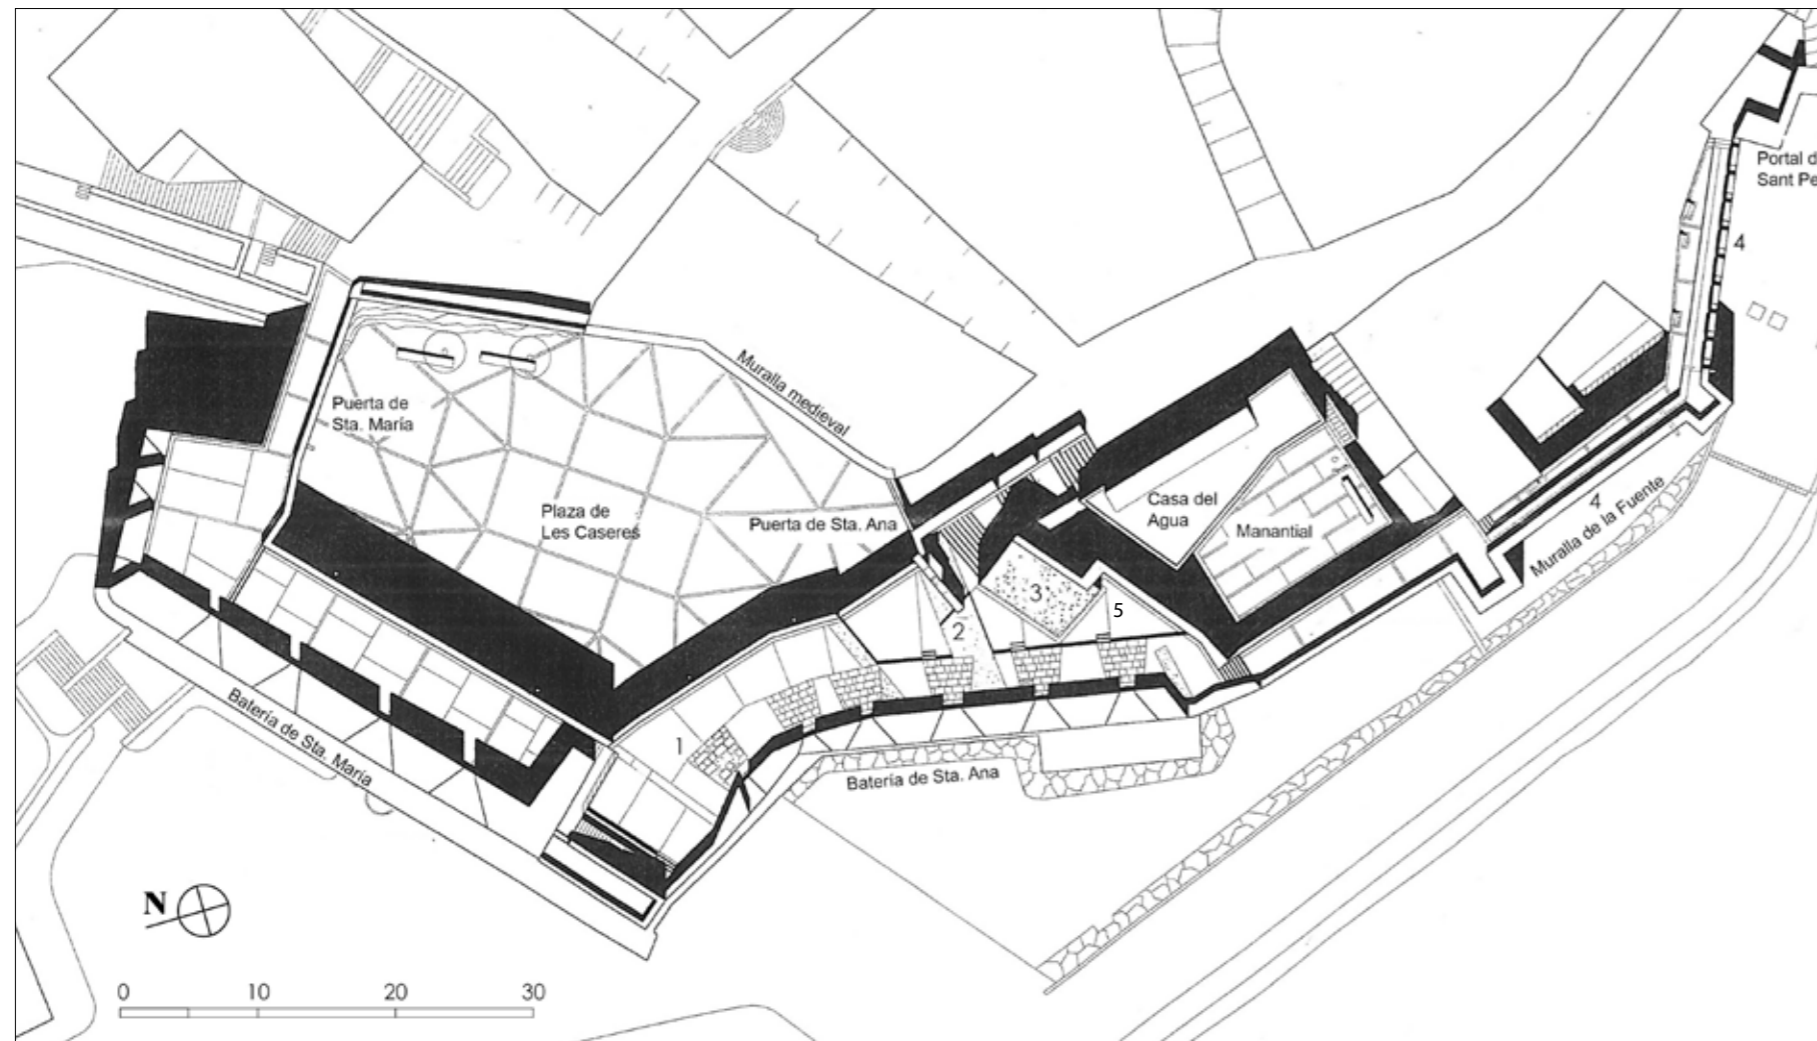 Portal d
Sant Pe
4
Muralla medieval
Puerta de
Sta. María
Plaza de
Les Caseres
Puerta de Sta. Ana
Casa del
Agua
Manantial
4
Muralla de la Fuente
3
5
2
1
Batería de Sta. María
Batería de Sta. Ana
N
0 10 20 30